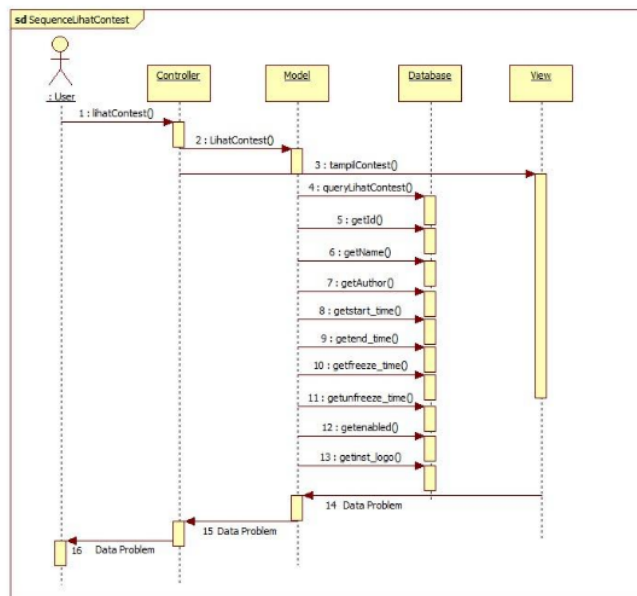 sd SequenceLihatContest
: User
Controller
Model
Database
View
1 : lihatContest()
2 : LihatContest()
3 : tampilContest()
4 : queryLihatContest()
5 : getId()
6 : getName()
7 : getAuthor()
8 : getstart_time()
9 : getend_time()
10 : getfreeze_time()
11 : getunfreeze_time()
12 : getenabled()
13 : getinst_logo()
14 Data Problem
15 Data Problem
16 Data Problem